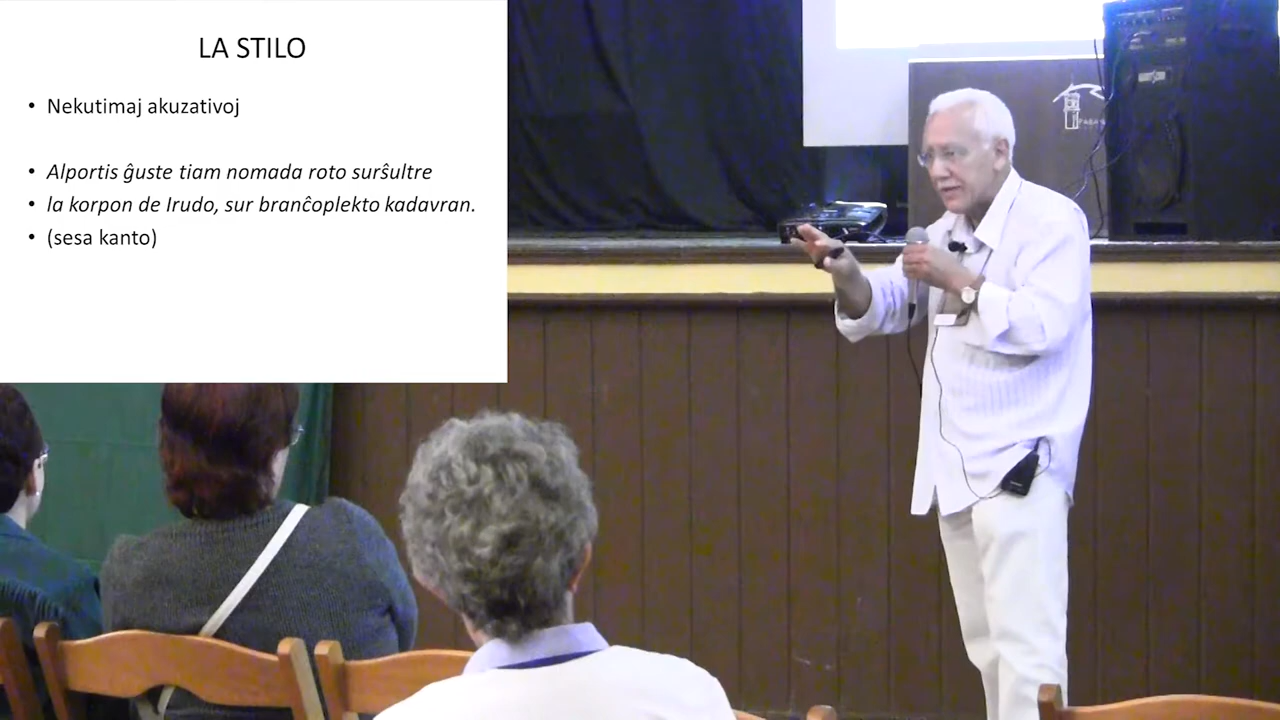 LA STILO
• Nekutimaj akuzativoj
• Alportis ĝuste tiam nomada roto surŝultre
• la korpon de Irudo, sur branĉoplekto kadavran.
• (sesa kanto)